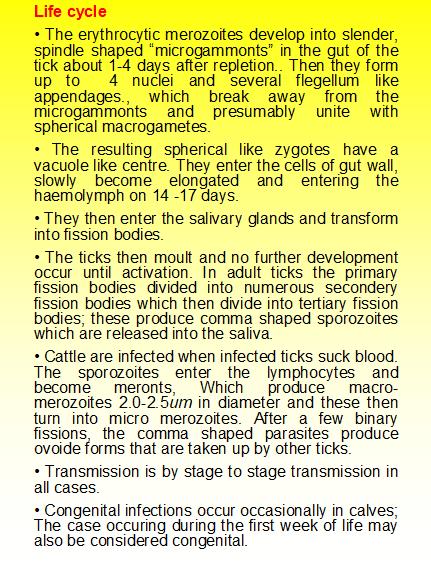 Life cycle
• The erythrocytic merozoites develop into slender,
spindle shaped “microgammonts” in the gut of the
tick about 1-4 days after repletion.. Then they form
up to 4 nuclei and several flegellum like
appendages., which break away from the
microgammonts and presumably unite with
spherical macrogametes.
• The resulting spherical like zygotes have a
vacuole like centre. They enter the cells of gut wall,
slowly become elongated and entering the
haemolymph on 14 -17 days.
• They then enter the salivary glands and transform
into fission bodies.
• The ticks then moult and no further development
occur until activation. In adult ticks the primary
fission bodies divided into numerous secondery
fission bodies which then divide into tertiary fission
bodies; these produce comma shaped sporozoites
which are released into the saliva.
• Cattle are infected when infected ticks suck blood.
The sporozoites enter the lymphocytes and
become meronts, Which produce macro-
merozoites 2.0-2.5um in diameter and these then
turn into micro merozoites. After a few binary
fissions, the comma shaped parasites produce
ovoide forms that are taken up by other ticks.
• Transmission is by stage to stage transmission in
all cases.
• Congenital infections occur occasionally in calves;
The case occuring during the first week of life may
also be considered congenital.